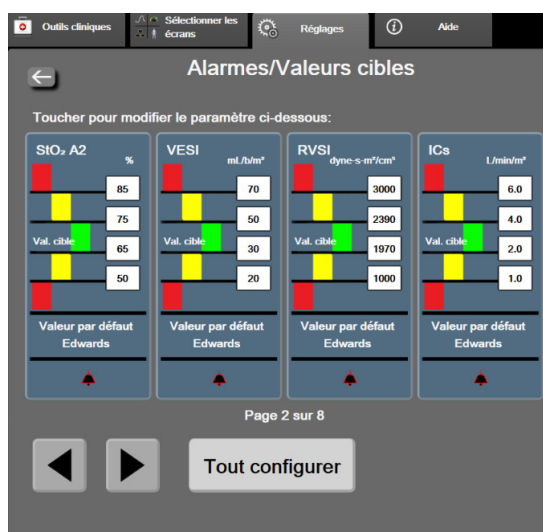 Outils cliniques
Sélectionner les
écrans
Réglages
Aide
Alarmes/Valeurs cibles
Toucher pour modifier le paramètre ci-dessous:
StO₂ A2
%
85
75
Val. cible
65
50
Valeur par défaut
Edwards
VESI
mL/b/m²
70
50
Val. cible
30
20
Valeur par défaut
Edwards
RVSI
dyne-s-m²/cm⁵
3000
2390
Val. cible
1970
1000
Valeur par défaut
Edwards
ICs
L/min/m²
6.0
4.0
Val. cible
2.0
1.0
Valeur par défaut
Edwards
Page 2 sur 8
Tout configurer